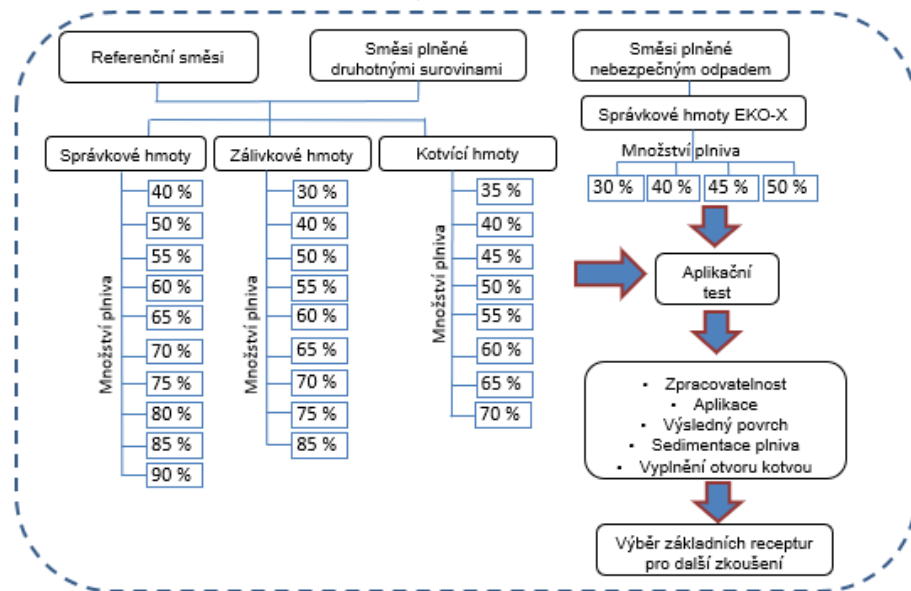 Referenční směsi
Směsi plněné
druhotnými surovinami
Směsi plněné
nebezpečným odpadem
Správkové hmoty EKO-X
Množství plniva
30 %
40 %
45 %
50 %
Správkové hmoty
Množství plniva
40 %
50 %
55 %
60 %
65 %
70 %
75 %
80 %
85 %
90 %
Zálivkové hmoty
Množství plniva
30 %
40 %
50 %
55 %
60 %
65 %
70 %
75 %
85 %
Kotvící hmoty
Množství plniva
35 %
40 %
45 %
50 %
55 %
60 %
65 %
70 %
Aplikační
test
▪ Zpracovatelnost
▪ Aplikace
▪ Výsledný povrch
▪ Sedimentace plniva
▪ Vyplnění otvoru kotvou
Výběr základních receptur
pro další zkoušení